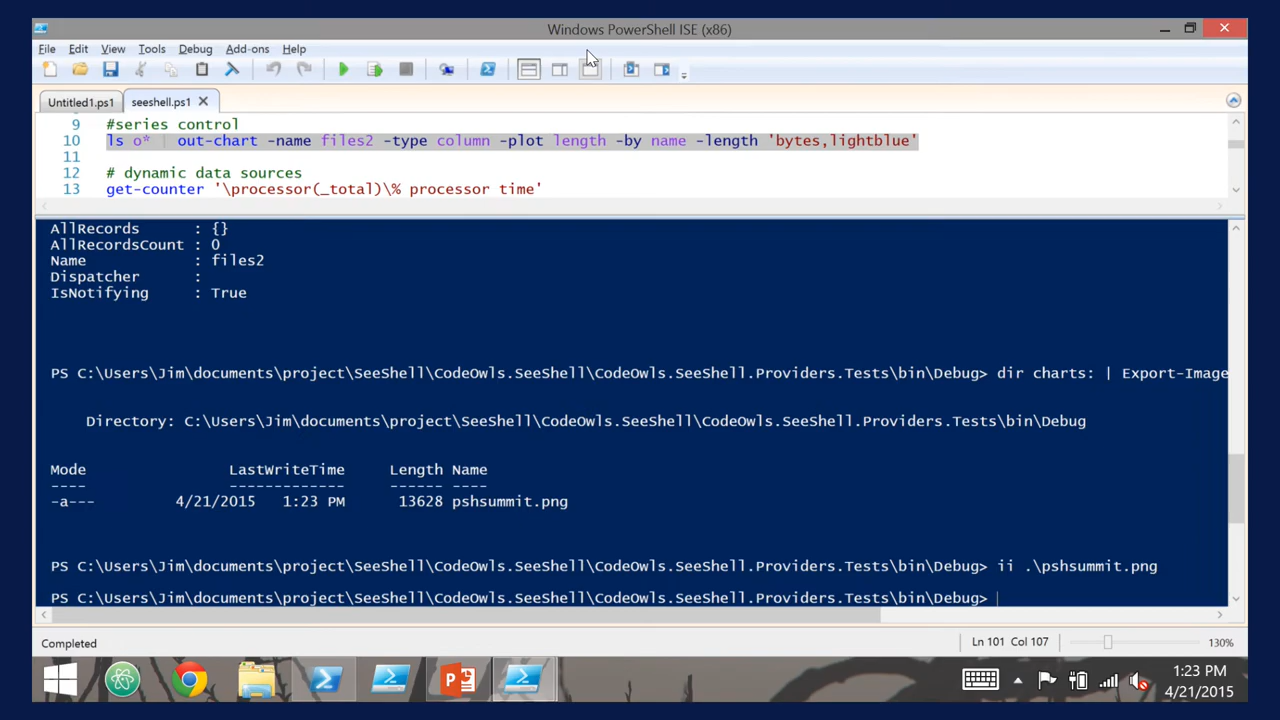 Windows PowerShell ISE (x86)
File Edit View Tools Debug Add-ons Help
Untitled1.ps1 seeshell.ps1
9 #series control
10 ls o* | out-chart -name files2 -type column -plot length -by name -length 'bytes,lightblue'
11
12 # dynamic data sources
13 get-counter '\processor(_total)\% processor time'
AllRecords : {}
AllRecordsCount : 0
Name : files2
Dispatcher :
IsNotifying : True
PS C:\Users\Jim\documents\project\SeeShell\CodeOwls.SeeShell\CodeOwls.SeeShell.Providers.Tests\bin\Debug> dir charts: | Export-Image
Directory: C:\Users\Jim\documents\project\SeeShell\CodeOwls.SeeShell\CodeOwls.SeeShell.Providers.Tests\bin\Debug
Mode LastWriteTime Length Name
---- ------------- ------ ----
-a--- 4/21/2015 1:23 PM 13628 pshsummit.png
PS C:\Users\Jim\documents\project\SeeShell\CodeOwls.SeeShell\CodeOwls.SeeShell.Providers.Tests\bin\Debug> ii .\pshsummit.png
PS C:\Users\Jim\documents\project\SeeShell\CodeOwls.SeeShell\CodeOwls.SeeShell.Providers.Tests\bin\Debug>
Completed Ln 101 Col 107 130%
1:23 PM
4/21/2015